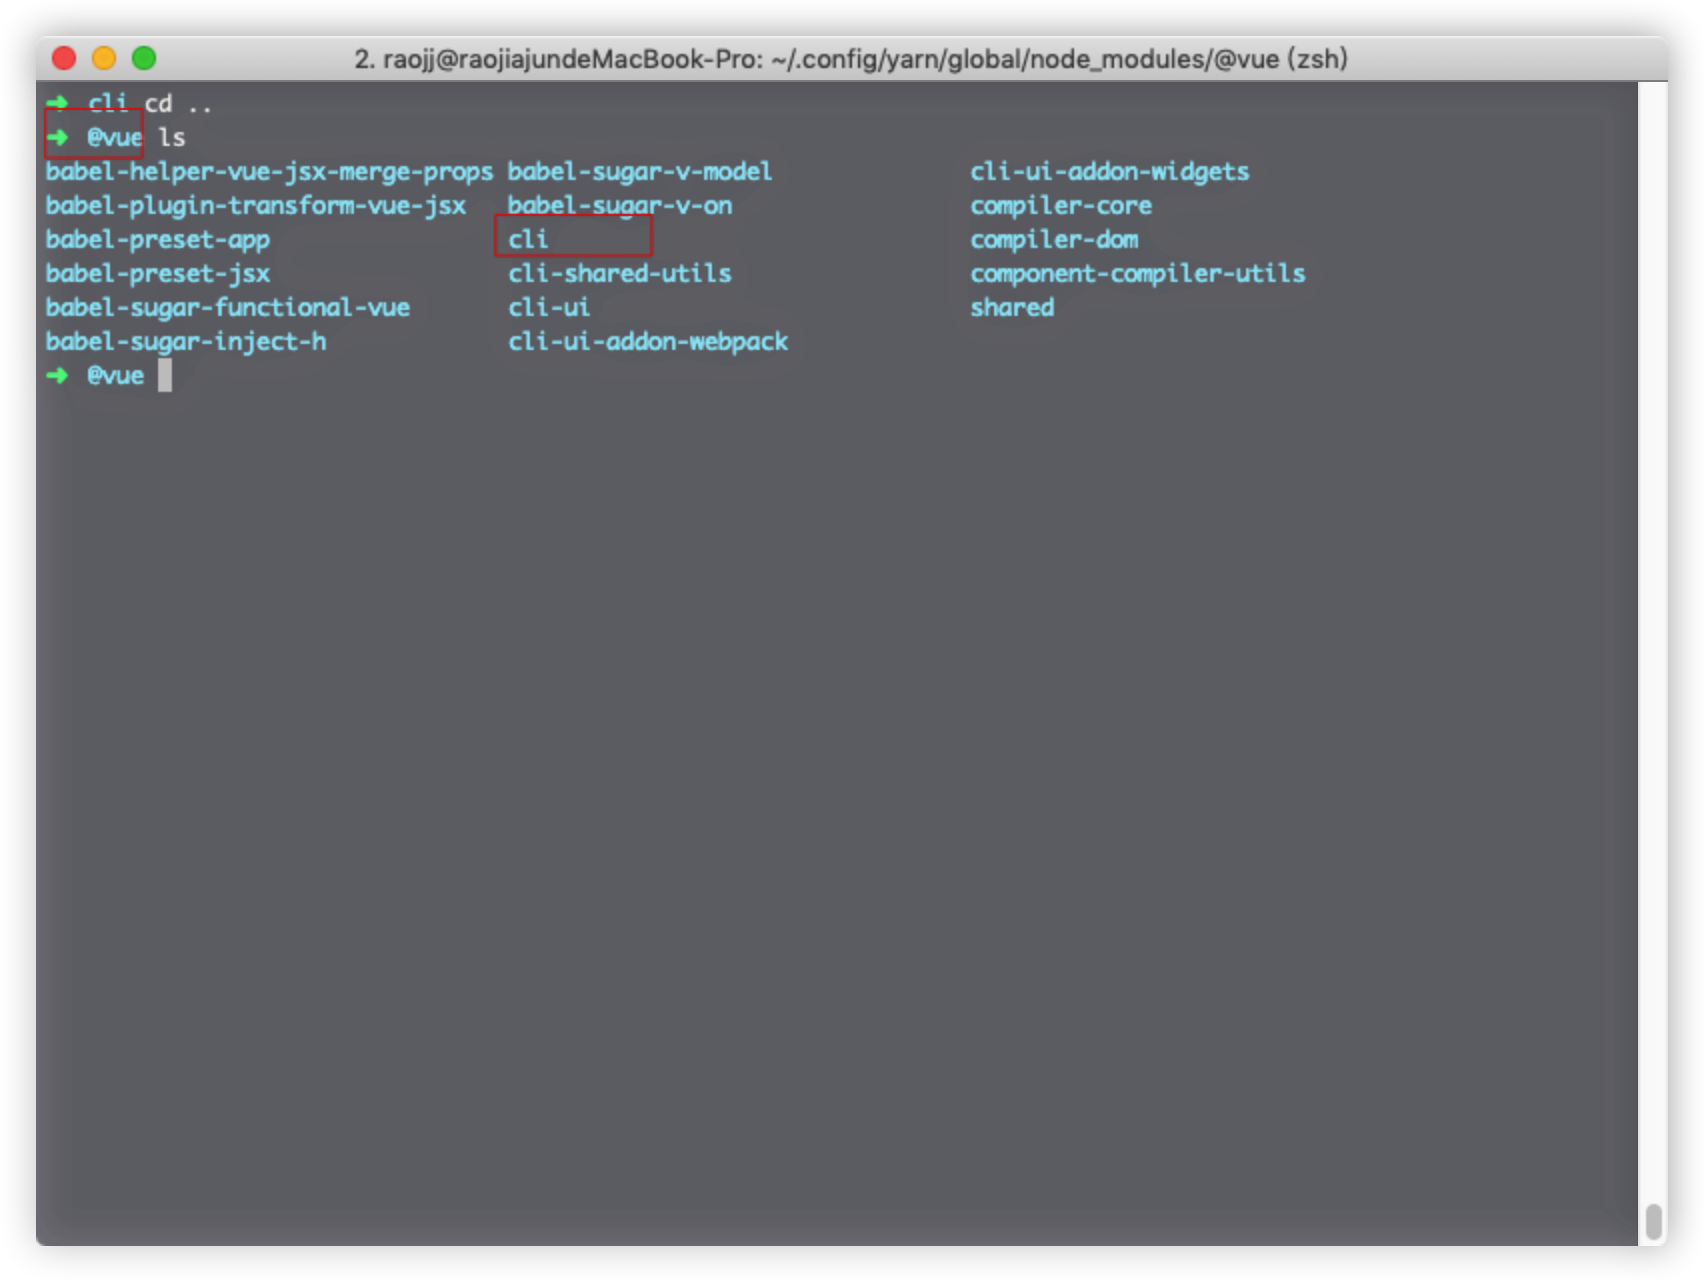 2. raojj@raojiajundeMacBook-Pro: ~/.config/yarn/global/node_modules/@vue (zsh)
➜ cli cd ..
➜ @vue ls
babel-helper-vue-jsx-merge-props babel-sugar-v-model cli-ui-addon-widgets
babel-plugin-transform-vue-jsx babel-sugar-v-on compiler-core
babel-preset-app cli compiler-dom
babel-preset-jsx cli-shared-utils component-compiler-utils
babel-sugar-functional-vue cli-ui shared
babel-sugar-inject-h cli-ui-addon-webpack
➜ @vue